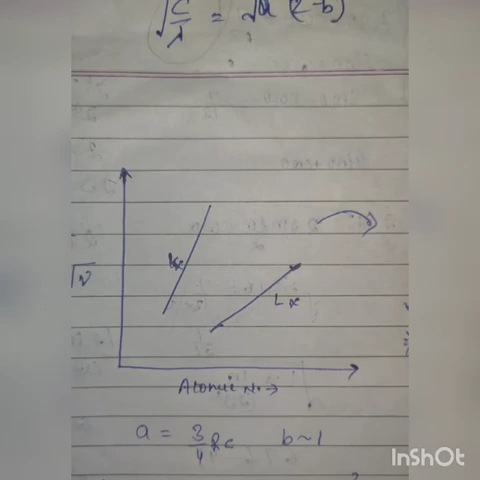 √(C/λ) = √a (Z-b)
√ν
Kα
Lα
Atomic No. →
a = 3/4 Rc b ~ 1
InShOt